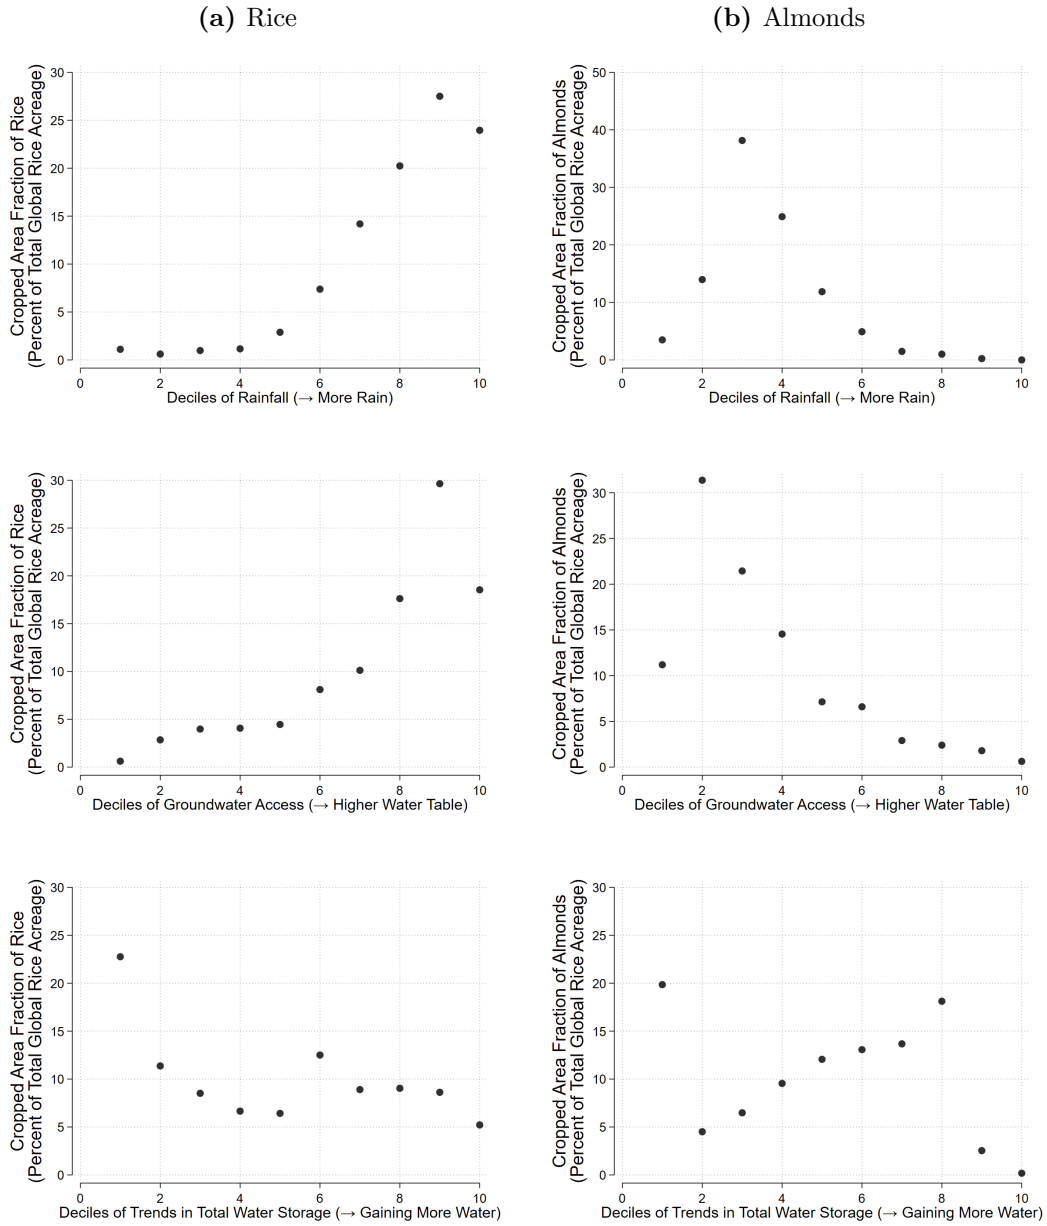 (a) Rice
(b) Almonds
Cropped Area Fraction of Rice
(Percent of Total Global Rice Acreage)
30
25
20
15
10
5
0
0 2 4 6 8 10
Deciles of Rainfall (→ More Rain)
Cropped Area Fraction of Almonds
(Percent of Total Global Rice Acreage)
50
40
30
20
10
0
0 2 4 6 8 10
Deciles of Rainfall (→ More Rain)
Cropped Area Fraction of Rice
(Percent of Total Global Rice Acreage)
30
25
20
15
10
5
0
0 2 4 6 8 10
Deciles of Groundwater Access (→ Higher Water Table)
Cropped Area Fraction of Almonds
(Percent of Total Global Rice Acreage)
30
25
20
15
10
5
0
0 2 4 6 8 10
Deciles of Groundwater Access (→ Higher Water Table)
Cropped Area Fraction of Rice
(Percent of Total Global Rice Acreage)
30
25
20
15
10
5
0
0 2 4 6 8 10
Deciles of Trends in Total Water Storage (→ Gaining More Water)
Cropped Area Fraction of Almonds
(Percent of Total Global Rice Acreage)
30
25
20
15
10
5
0
0 2 4 6 8 10
Deciles of Trends in Total Water Storage (→ Gaining More Water)